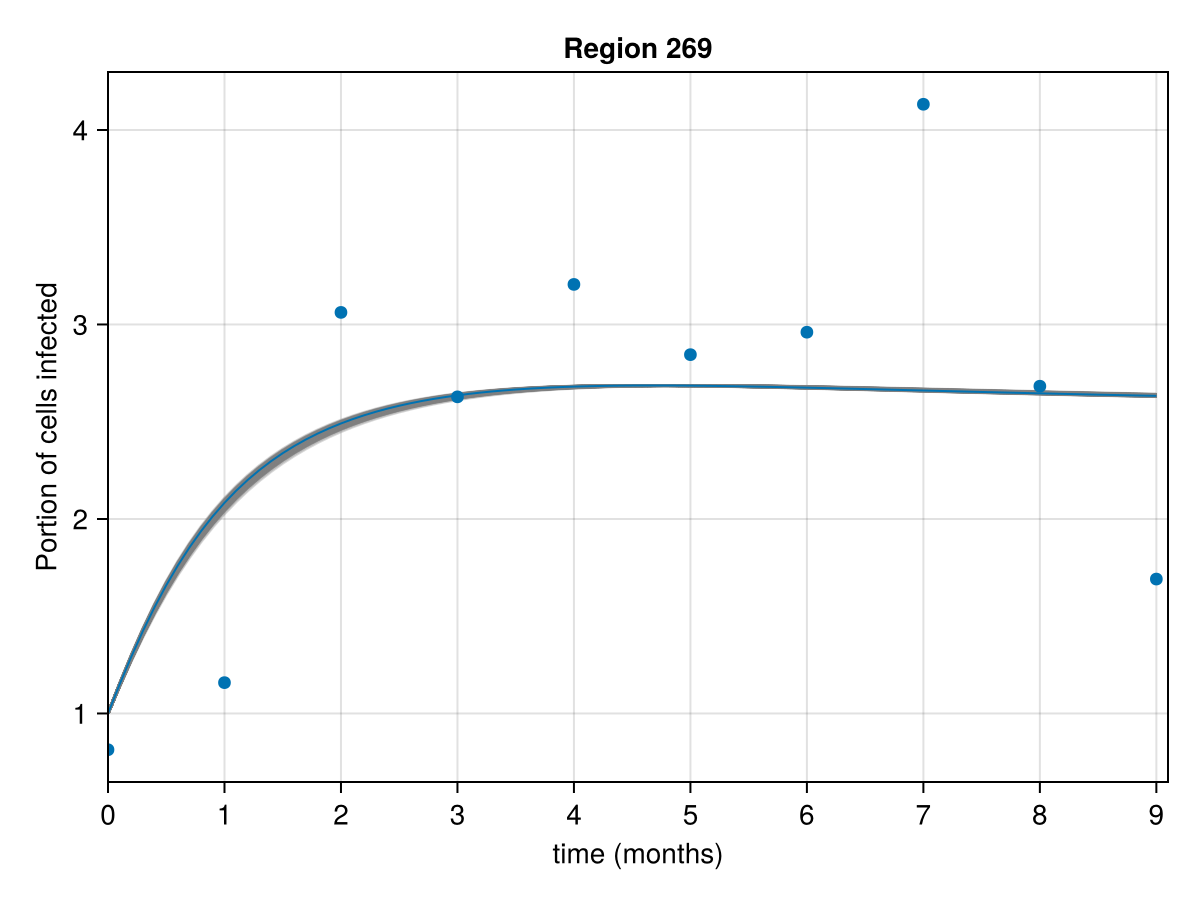 Region 269
4
3
2
1
Portion of cells infected
0 1 2 3 4 5 6 7 8 9
time (months)